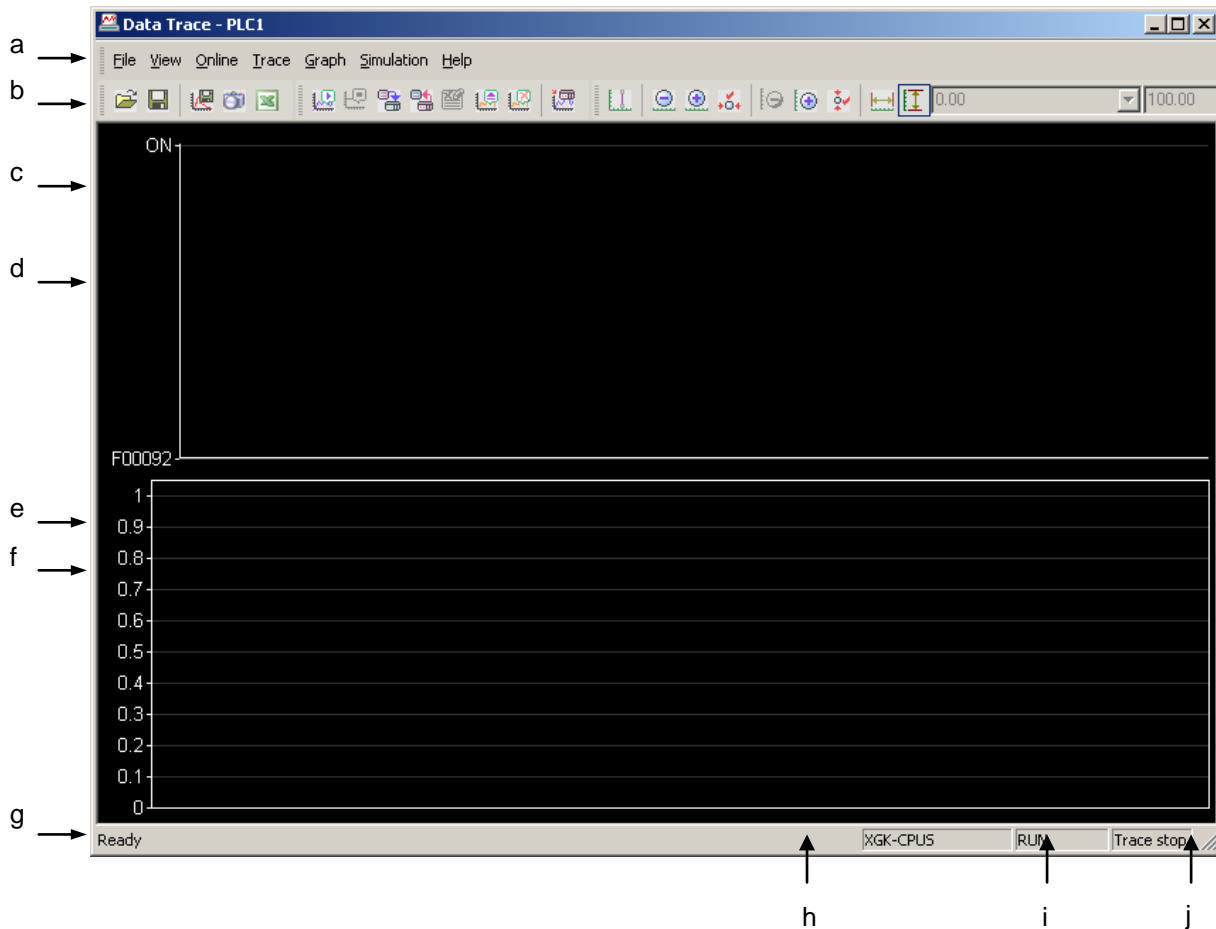 Data Trace - PLC1
a
File View Online Trace Graph Simulation Help
b
0.00 100.00
ON
c
d
F00092
1
e
0.9
f
0.8
0.7
0.6
0.5
0.4
0.3
0.2
0.1
0
g
Ready XGK-CPUS RUN Trace stop
h i j